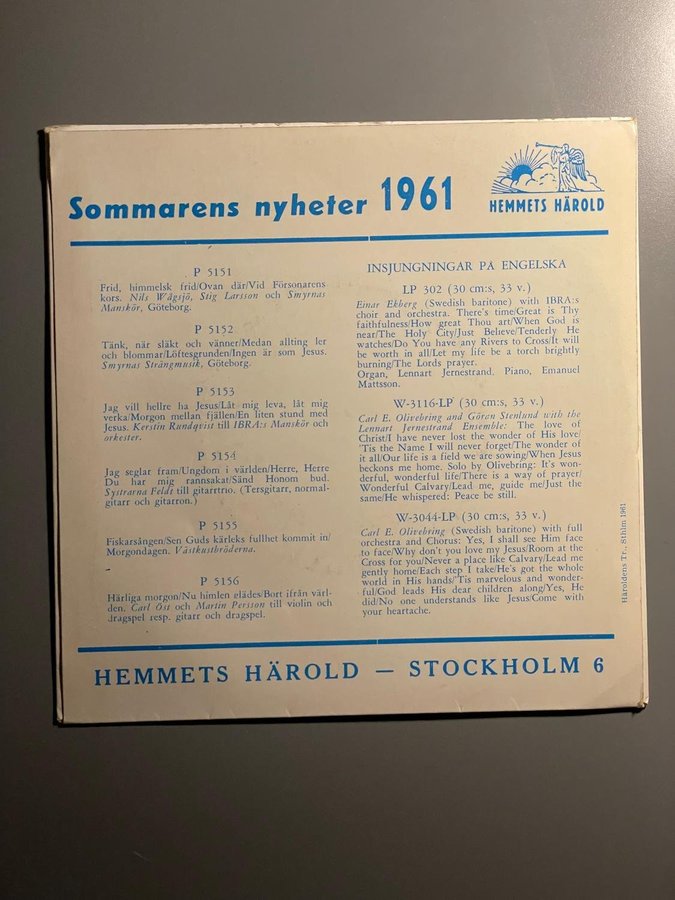 Sommarens nyheter 1961
HEMMETS HÄROLD
P 5151
Frid, himmelsk frid/Ovan där/Vid Försonarens
kors. Nils Wågsjö, Stig Larsson och Smyrnas
Manskör, Göteborg.
P 5152
Tänk, när släkt och vänner/Medan allting ler
och blommar/Löftesgrunden/Ingen är som Jesus.
Smyrnas Strängmusik, Göteborg.
P 5153
Jag vill hellre ha Jesus/Låt mig leva, låt mig
verka/Morgon mellan fjällen/En liten stund med
Jesus. Kerstin Rundqvist till IBRA:s Manskör och
orkester.
P 5154
Jag seglar fram/Ungdom i världen/Herre, Herre
Du har mig rannsakat/Sänd Honom bud.
Systrarna Feldt till gitarrtrio. (Tersgitarr, normal-
gitarr och gitarron.)
P 5155
Fiskarsången/Sen Guds kärleks fullhet kommit in/
Morgondagen. Västkustbröderna.
P 5156
Härliga morgon/Nu himlen glädes/Bort ifrån värl-
den. Carl Öst och Martin Persson till violin och
dragspel resp. gitarr och dragspel.
INSJUNGNINGAR PÅ ENGELSKA
LP 302 (30 cm:s, 33 v.)
Einar Ekberg (Swedish baritone) with IBRA:s
choir and orchestra. There's time/Great is Thy
faithfulness/How great Thou art/When God is
near/The Holy City/Just Believe/Tenderly He
watches/Do You have any Rivers to Cross/It will
be worth in all/Let my life be a torch brightly
burning/The Lords prayer.
Organ, Lennart Jernestrand. Piano, Emanuel
Mattsson.
W-3116-LP (30 cm:s, 33 v.)
Carl E. Olivebring and Göran Stenlund with the
Lennart Jernestrand Ensemble: The love of
Christ/I have never lost the wonder of His love/
'Tis the Name I will never forget/The wonder of
it all/Our life is a field we are sowing/When Jesus
beckons me home. Solo by Olivebring: It's won-
derful, wonderful life/There is a way of prayer/
Wonderful Calvary/Lead me, guide me/Just the
same/He whispered: Peace be still.
W-3044-LP (30 cm:s, 33 v.)
Carl E. Olivebring (Swedish baritone) with full
orchestra and Chorus: Yes, I shall see Him face
to face/Why don't you love my Jesus/Room at the
Cross for you/Never a place like Calvary/Lead me
gently home/Each step I take/He's got the whole
world in His hands/'Tis marvelous and wonder-
ful/God leads His dear children along/Yes, He
did/No one understands like Jesus/Come with
your heartache.
Häroldens Tr., Sthlm 1961
HEMMETS HÄROLD — STOCKHOLM 6